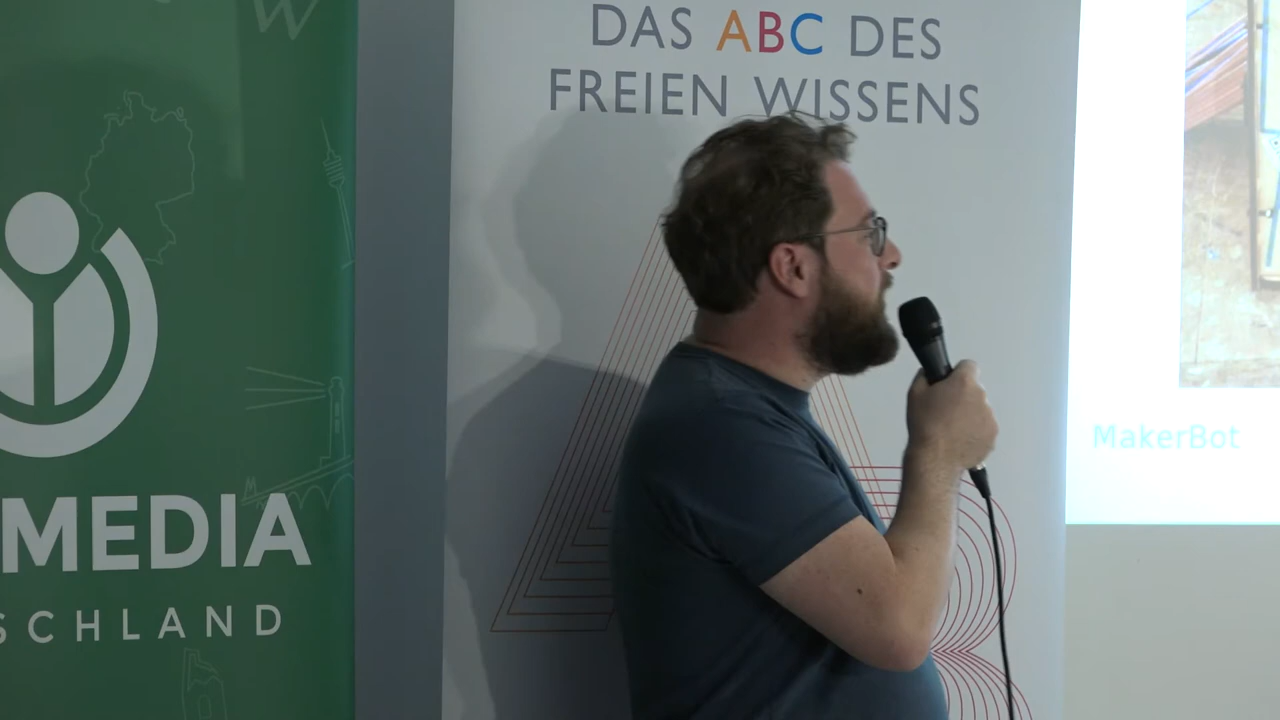 W
MEDIA
SCHLAND
DAS ABC DES
FREIEN WISSENS
MakerBot